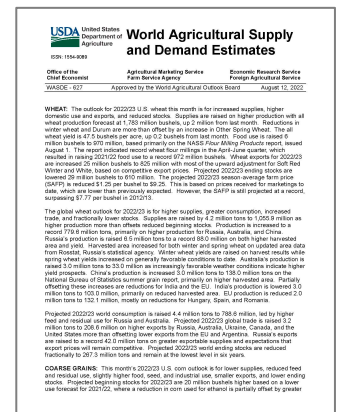 USDA United States
Department of
Agriculture
ISSN: 1554-9089
World Agricultural Supply
and Demand Estimates
Office of the
Chief Economist
Agricultural Marketing Service
Farm Service Agency
Economic Research Service
Foreign Agricultural Service
WASDE - 627 Approved by the World Agricultural Outlook Board August 12, 2022
WHEAT: The outlook for 2022/23 U.S. wheat this month is for increased supplies, higher
domestic use and exports, and reduced stocks. Supplies are raised on higher production with all
wheat production forecast at 1,783 million bushels, up 2 million from last month. Reductions in
winter wheat and Durum are more than offset by an increase in Other Spring Wheat. The all
wheat yield is 47.5 bushels per acre, up 0.2 bushels from last month. Food use is raised 6
million bushels to 970 million, based primarily on the NASS Flour Milling Products report, issued
August 1. The report indicated record wheat four millings in the April-June quarter, which
resulted in raising 2021/22 food use to a record 972 million bushels. Wheat exports for 2022/23
are increased 25 million bushels to 825 million with most of the upward adjustment for Soft Red
Winter and White, based on competitive export prices. Projected 2022/23 ending stocks are
lowered 29 million bushels to 610 million. The projected 2022/23 season-average farm price
(SAFP) is reduced $1.25 per bushel to $9.25. This is based on prices received for marketings to
date, which are lower than previously expected. However, the SAFP is still projected at a record,
surpassing $7.77 per bushel in 2012/13.
The global wheat outlook for 2022/23 is for higher supplies, greater consumption, increased
trade, and fractionally lower stocks. Supplies are raised by 4.2 million tons to 1,055.9 million as
higher production more than offsets reduced beginning stocks. Production is increased to a
record 779.6 million tons, primarily on higher production for Russia, Australia, and China.
Russia's production is raised 6.5 million tons to a record 88.0 million on both higher harvested
area and yield. Harvested area increased for both winter and spring wheat on updated area data
from Rosstat, Russia's statistical agency. Winter wheat yields are raised on harvest results while
spring wheat yields increased on generally favorable conditions to date. Australia's production is
raised 3.0 million tons to 33.0 million as increasingly favorable weather conditions indicate higher
yield prospects. China's production is increased 3.0 million tons to 138.0 million tons on the
National Bureau of Statistics summer grain report, primarily on higher harvested area. Partially
offsetting these increases are reductions for India and the EU. India's production is lowered 3.0
million tons to 103.0 million, primarily on reduced harvested area. EU production is reduced 2.0
million tons to 132.1 million, mostly on reductions for Hungary, Spain, and Romania.
Projected 2022/23 world consumption is raised 4.4 million tons to 788.6 million, led by higher
feed and residual use for Russia and Australia. Projected 2022/23 global trade is raised 3.2
million tons to 208.6 million on higher exports by Russia, Australia, Ukraine, Canada, and the
United States more than offsetting lower exports from the EU and Argentina. Russia's exports
are raised to a record 42.0 million tons on greater exportable supplies and expectations that
export prices will remain competitive. Projected 2022/23 world ending stocks are reduced
fractionally to 267.3 million tons and remain at the lowest level in six years.
COARSE GRAINS: This month's 2022/23 U.S. corn outlook is for lower supplies, reduced feed
and residual use, slightly higher food, seed, and industrial use, smaller exports, and lower ending
stocks. Projected beginning stocks for 2022/23 are 20 million bushels higher based on a lower
use forecast for 2021/22, where a reduction in corn used for ethanol is partially offset by greater